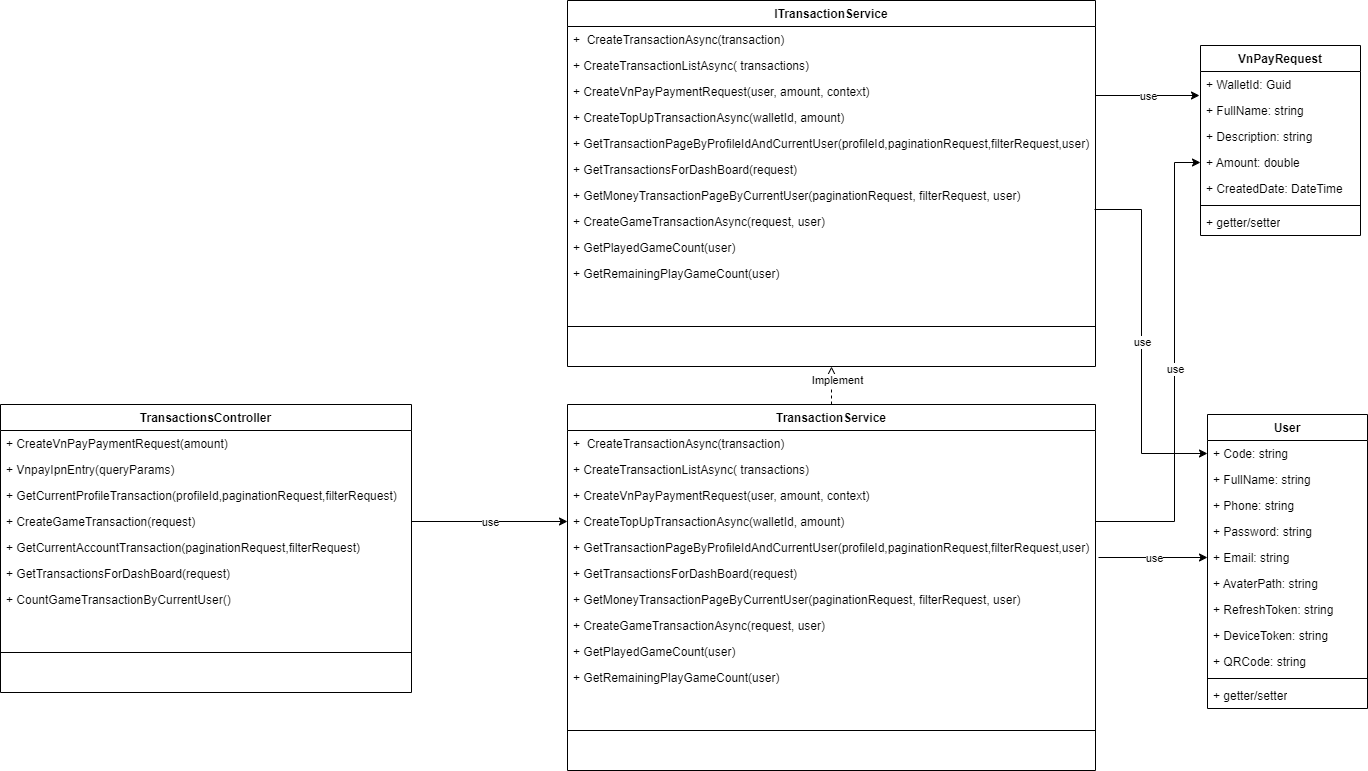 ITransactionService
+ CreateTransactionAsync(transaction)
+ CreateTransactionListAsync( transactions)
+ CreateVnPayPaymentRequest(user, amount, context)
+ CreateTopUpTransactionAsync(walletId, amount)
+ GetTransactionPageByProfileIdAndCurrentUser(profileId,paginationRequest,filterRequest,user)
+ GetTransactionsForDashBoard(request)
+ GetMoneyTransactionPageByCurrentUser(paginationRequest, filterRequest, user)
+ CreateGameTransactionAsync(request, user)
+ GetPlayedGameCount(user)
+ GetRemainingPlayGameCount(user)
use
VnPayRequest
+ WalletId: Guid
+ FullName: string
+ Description: string
+ Amount: double
+ CreatedDate: DateTime
+ getter/setter
use
use
Implement
TransactionsController
+ CreateVnPayPaymentRequest(amount)
+ VnpayIpnEntry(queryParams)
+ GetCurrentProfileTransaction(profileId,paginationRequest,filterRequest)
+ CreateGameTransaction(request)
+ GetCurrentAccountTransaction(paginationRequest,filterRequest)
+ GetTransactionsForDashBoard(request)
+ CountGameTransactionByCurrentUser()
use
TransactionService
+ CreateTransactionAsync(transaction)
+ CreateTransactionListAsync( transactions)
+ CreateVnPayPaymentRequest(user, amount, context)
+ CreateTopUpTransactionAsync(walletId, amount)
+ GetTransactionPageByProfileIdAndCurrentUser(profileId,paginationRequest,filterRequest,user)
+ GetTransactionsForDashBoard(request)
+ GetMoneyTransactionPageByCurrentUser(paginationRequest, filterRequest, user)
+ CreateGameTransactionAsync(request, user)
+ GetPlayedGameCount(user)
+ GetRemainingPlayGameCount(user)
use
User
+ Code: string
+ FullName: string
+ Phone: string
+ Password: string
+ Email: string
+ AvaterPath: string
+ RefreshToken: string
+ DeviceToken: string
+ QRCode: string
+ getter/setter